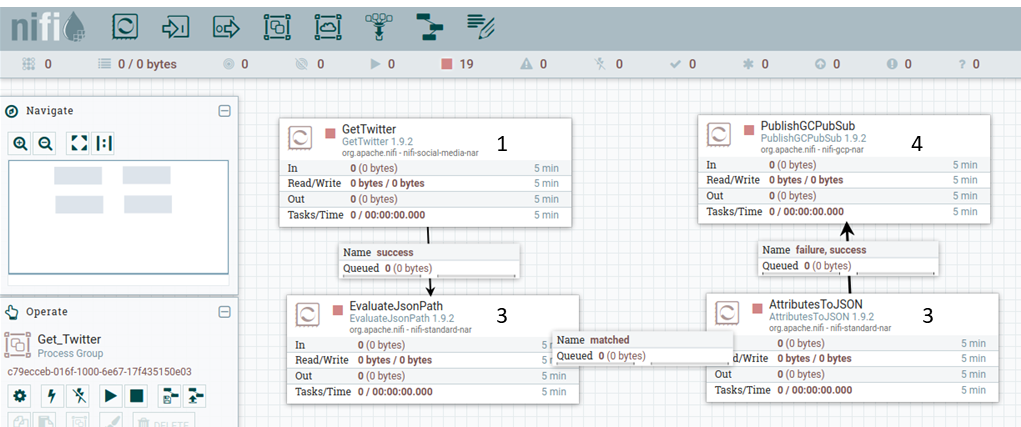 nifi
0 0 / 0 bytes 0 0 0 19 0 0 0 0 0 0 ? 0
Navigate
Operate
Get_Twitter
Process Group
c79ecceb-016f-1000-6e67-17f435150e03
DELETE
GetTwitter 1
GetTwitter 1.9.2
org.apache.nifi - nifi-social-media-nar
In 0 (0 bytes) 5 min
Read/Write 0 bytes / 0 bytes 5 min
Out 0 (0 bytes) 5 min
Tasks/Time 0 / 00:00:00.000 5 min
Name success
Queued 0 (0 bytes)
EvaluateJsonPath 3
EvaluateJsonPath 1.9.2
org.apache.nifi - nifi-standard-nar
In 0 (0 bytes) 5
Read/Write 0 bytes / 0 bytes 5
Out 0 (0 bytes) 5 min
Tasks/Time 0 / 00:00:00.000 5 min
Name matched
Queued 0 (0 bytes)
PublishGCPubSub 4
PublishGCPubSub 1.9.2
org.apache.nifi - nifi-gcp-nar
In 0 (0 bytes) 5 min
Read/Write 0 bytes / 0 bytes 5 min
Out 0 (0 bytes) 5 min
Tasks/Time 0 / 00:00:00.000 5 min
Name failure, success
Queued 0 (0 bytes)
AttributesToJSON 3
AttributesToJSON 1.9.2
org.apache.nifi - nifi-standard-nar
0 (0 bytes) 5 min
d/Write 0 bytes / 0 bytes 5 min
Out 0 (0 bytes) 5 min
Tasks/Time 0 / 00:00:00.000 5 min